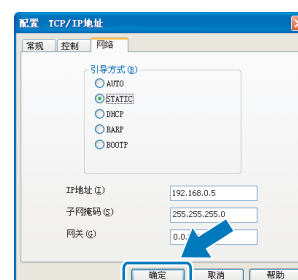 配置 TCP/IP地址
常规 控制 网络
引导方式(B)
AUTO
STATIC
DHCP
RARP
BOOTP
IP地址(I) 192.168.0.5
子网掩码(S) 255.255.255.0
网关(G) 0.0.
确定 取消 帮助